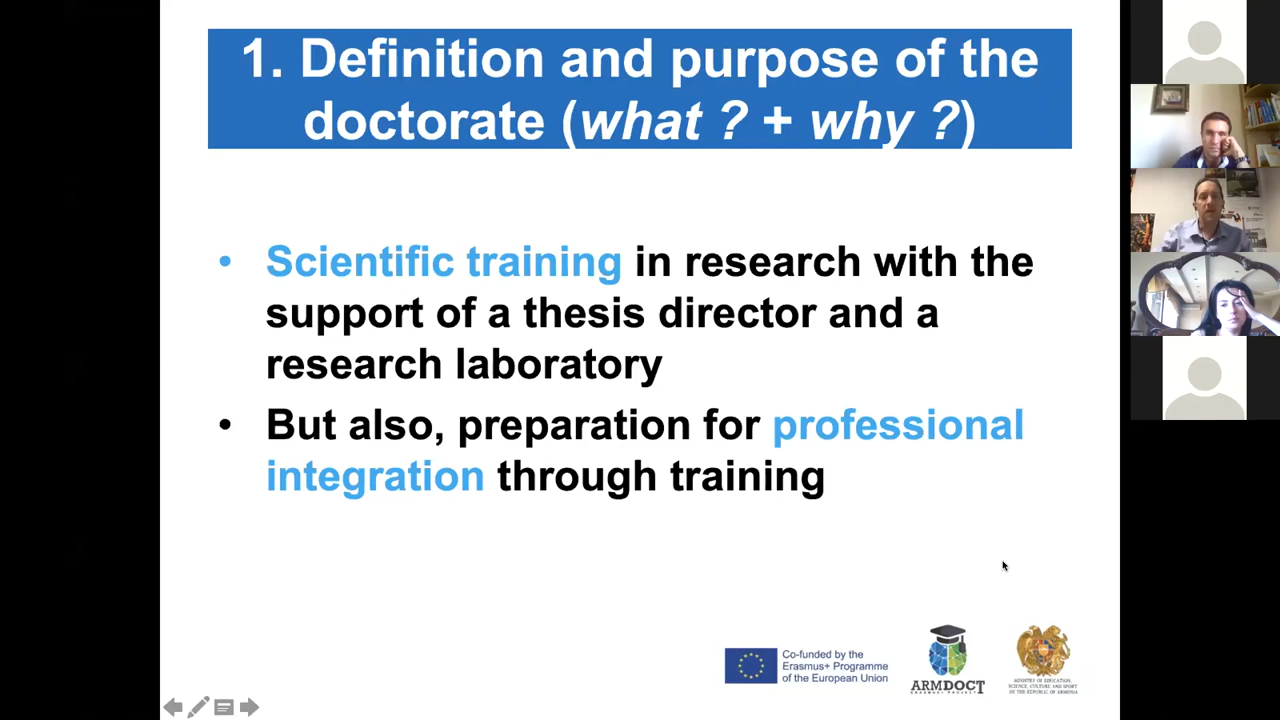 1. Definition and purpose of the
doctorate (what ? + why ?)
• Scientific training in research with the
support of a thesis director and a
research laboratory
• But also, preparation for professional
integration through training
Co-funded by the
Erasmus+ Programme
of the European Union
ARMDOCT
ERASMUS+ PROJECT
MINISTRY OF EDUCATION,
SCIENCE, CULTURE AND SPORT
OF THE REPUBLIC OF ARMENIA